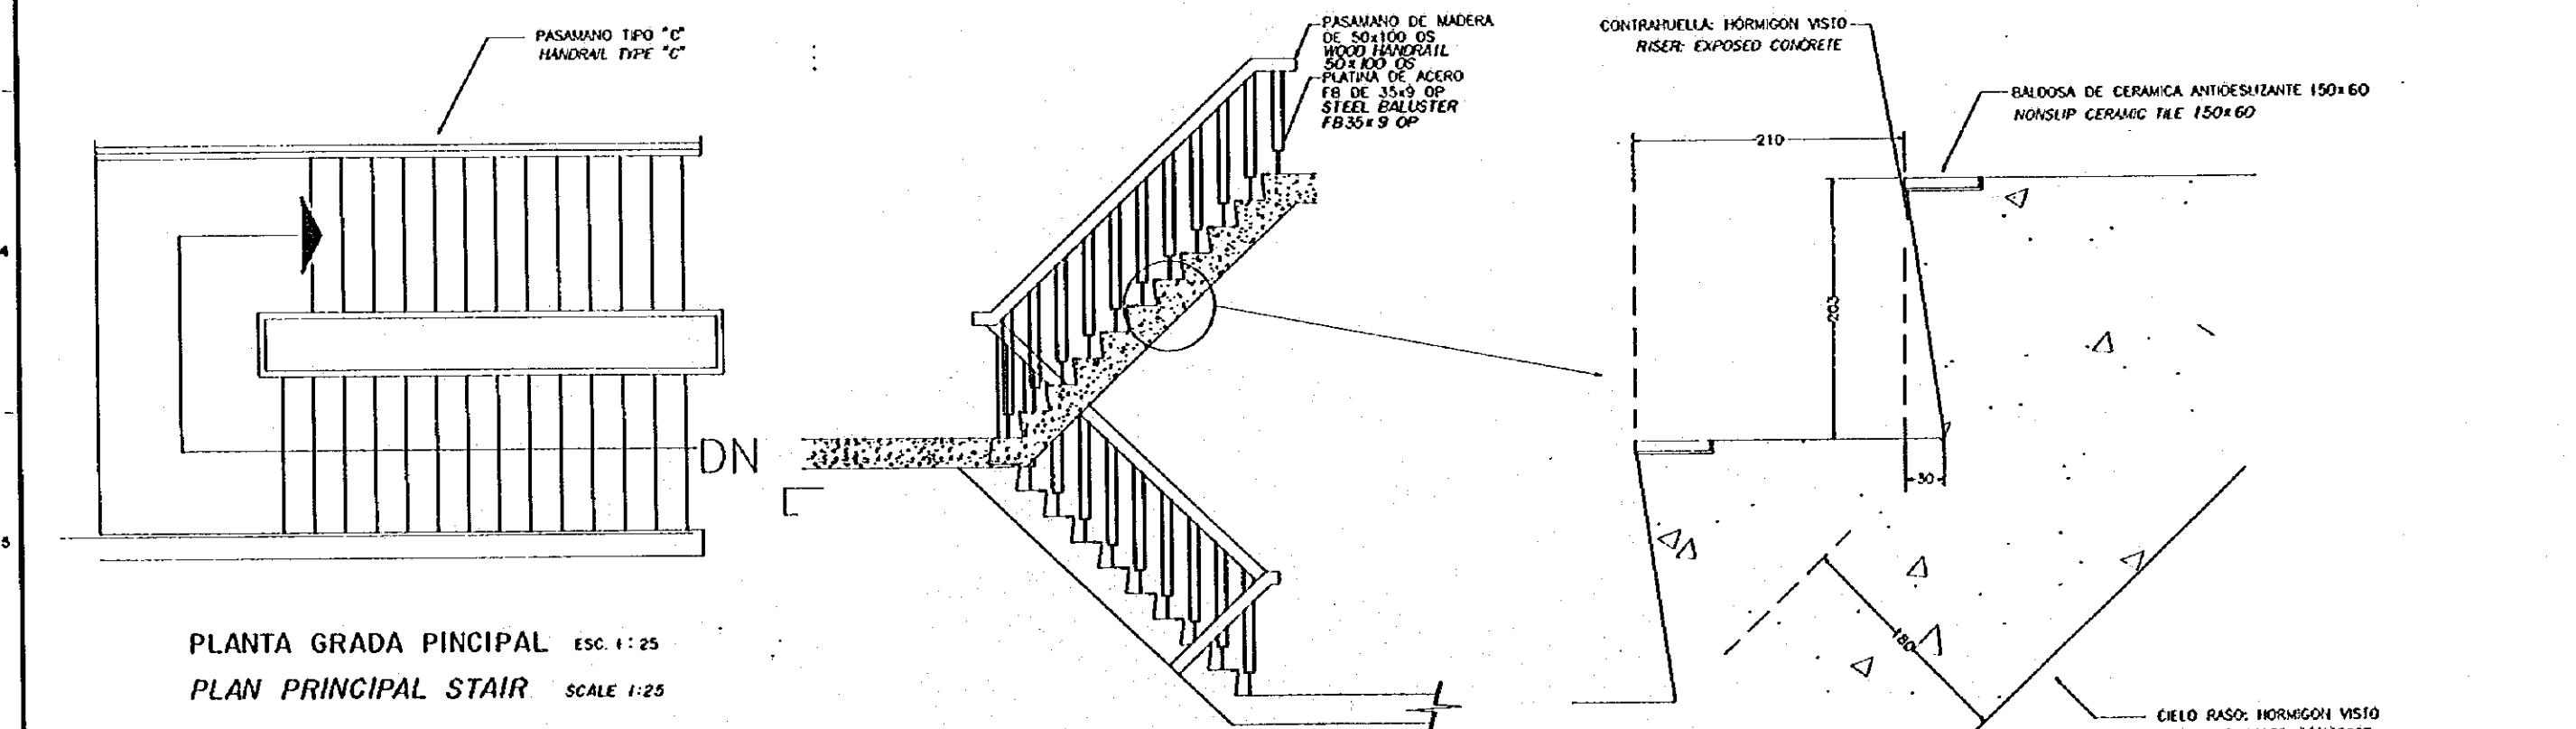 PASAMANO TIPO "C"
HANDRAIL TYPE "C"
PASAMANO DE MADERA
DE 50x100 OS
WOOD HANDRAIL
50x100 OS
PLATINA DE ACERO
FB DE 35x9 OP
STEEL BALUSTER
FB35x9 OP
CONTRAHUELLA: HORMIGON VISTO
RISER: EXPOSED CONCRETE
BALDOSA DE CERAMICA ANTIDESLIZANTE 150x60
NONSLIP CERAMIC TILE 150x60
210
203
30
180
4
5
DN
PLANTA GRADA PINCIPAL ESC. 1:25
PLAN PRINCIPAL STAIR SCALE 1:25
CIELO RASO: HORMIGON VISTO